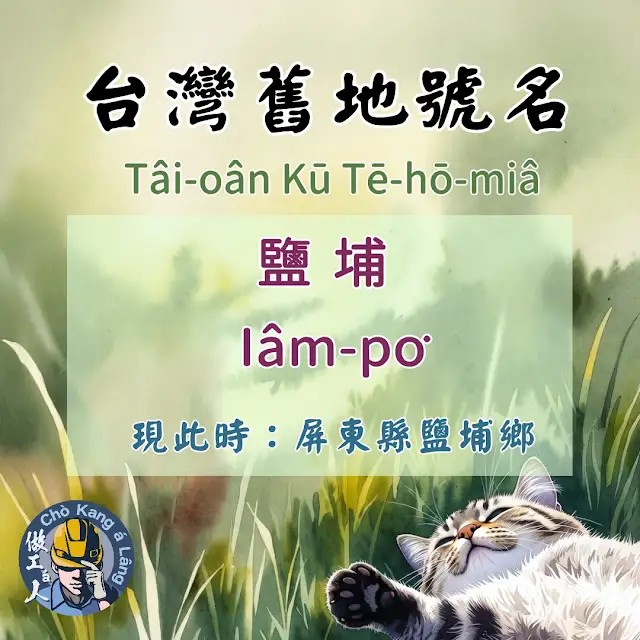 台灣舊地號名
Tâi-oân Kū Tē-hō-miâ
鹽埔
Iâm-po͘
現此時：屏東縣鹽埔鄉
Chò Kang á Lâng
做工á人